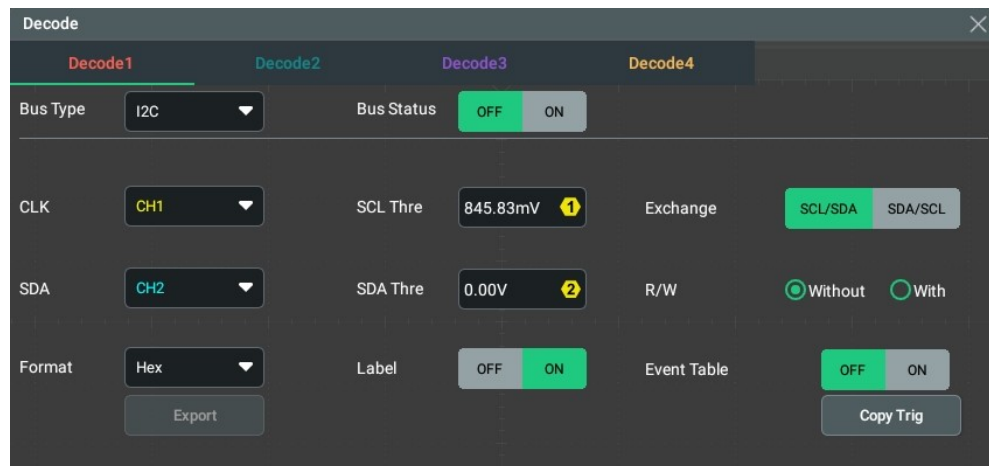 Decode
Decode1 Decode2 Decode3 Decode4
Bus Type I2C Bus Status OFF ON
CLK CH1 SCL Thre 845.83mV 1 Exchange SCL/SDA SDA/SCL
SDA CH2 SDA Thre 0.00V 2 R/W Without With
Format Hex Label OFF ON Event Table OFF ON
Export Copy Trig